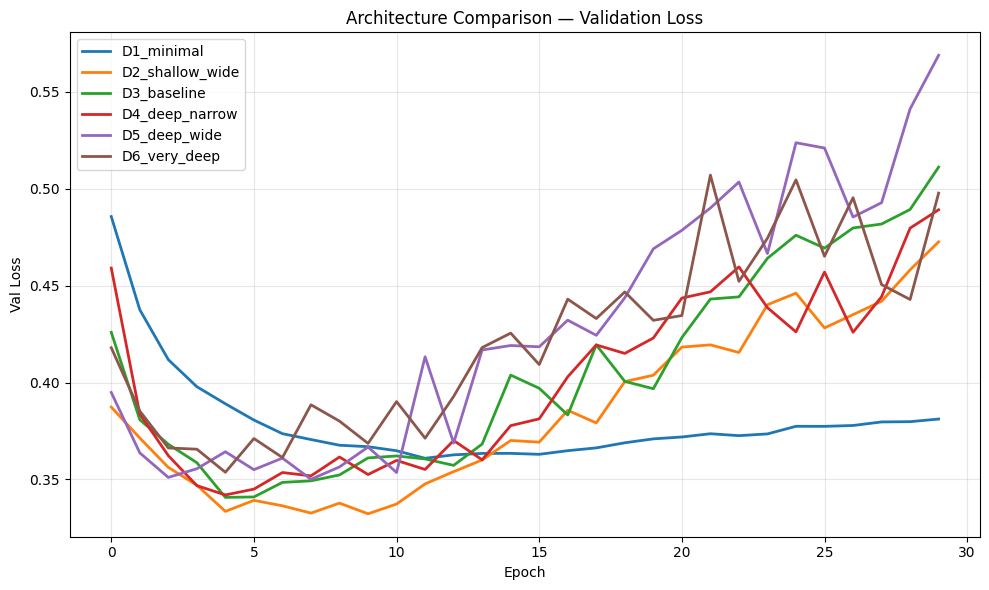 Architecture Comparison — Validation Loss
D1_minimal
D2_shallow_wide
D3_baseline
D4_deep_narrow
D5_deep_wide
D6_very_deep
Val Loss
0.55
0.50
0.45
0.40
0.35
0 5 10 15 20 25 30
Epoch